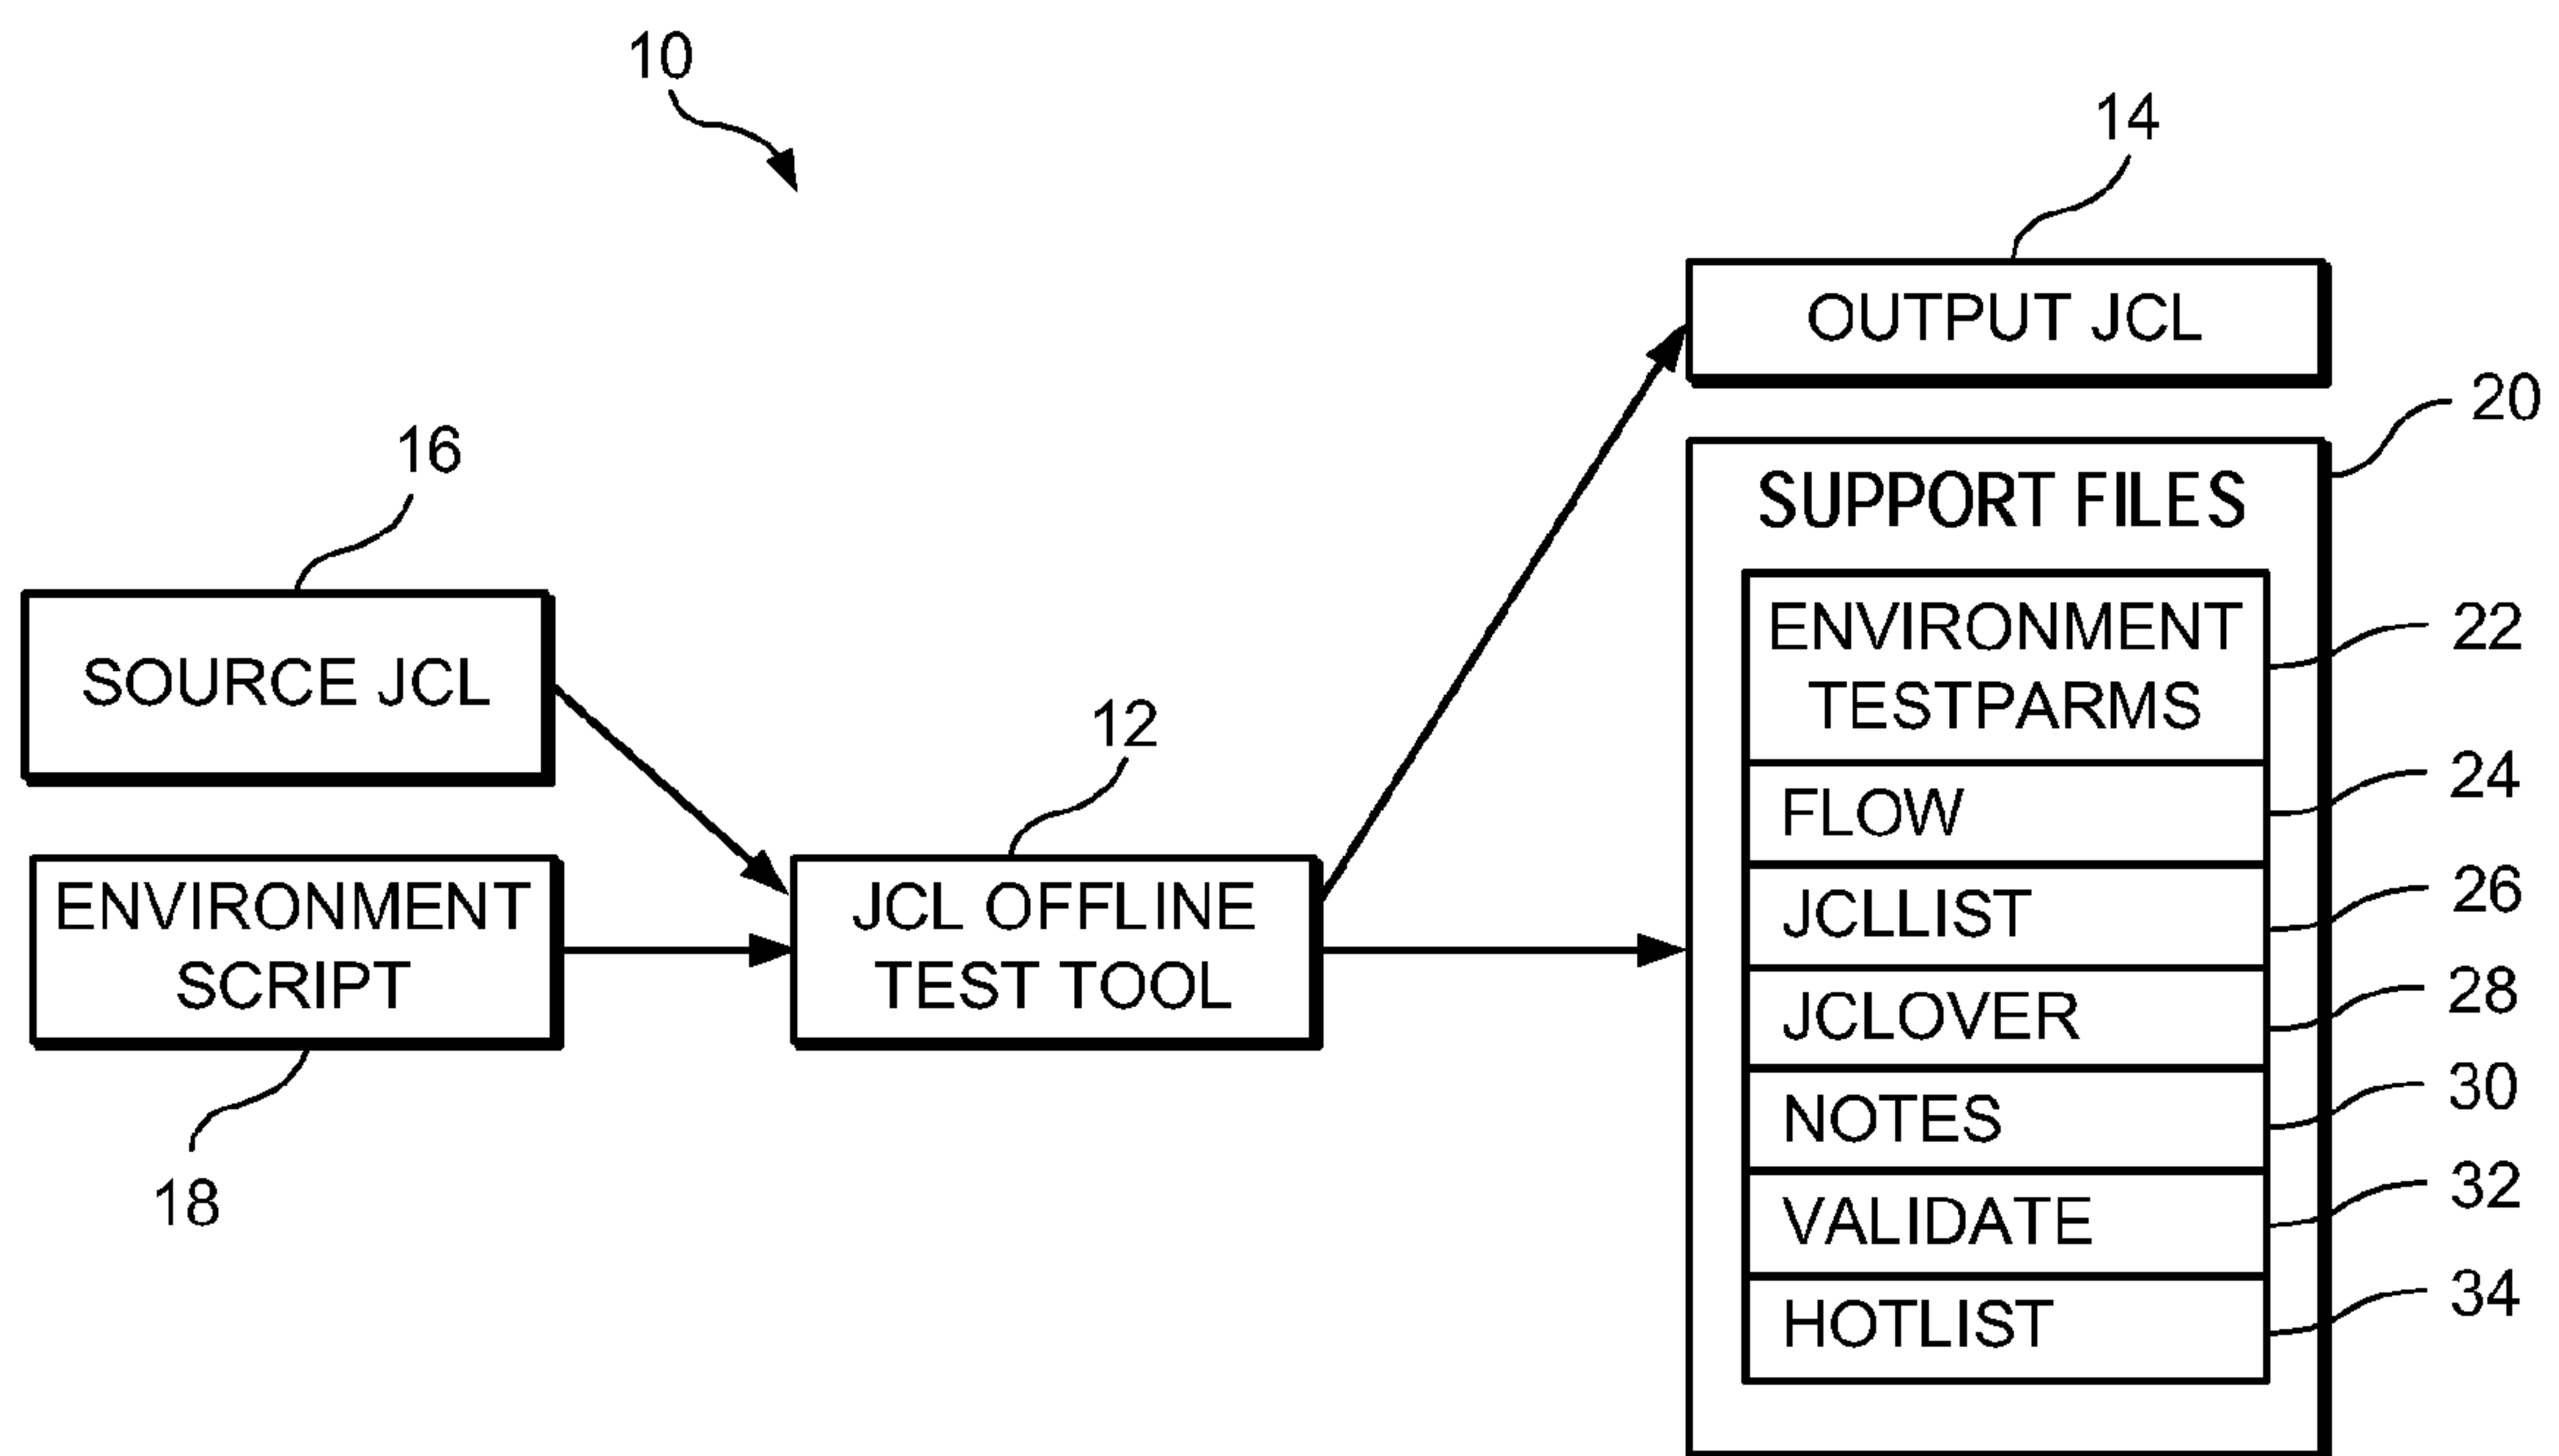 10
14
OUTPUT JCL
20
16
SUPPORT FILES
SOURCE JCL
ENVIRONMENT
TESTPARMS
22
12
FLOW
24
ENVIRONMENT
SCRIPT
JCL OFFLINE
TEST TOOL
JCLLIST
26
JCLOVER
28
18
NOTES
30
VALIDATE
32
HOTLIST
34